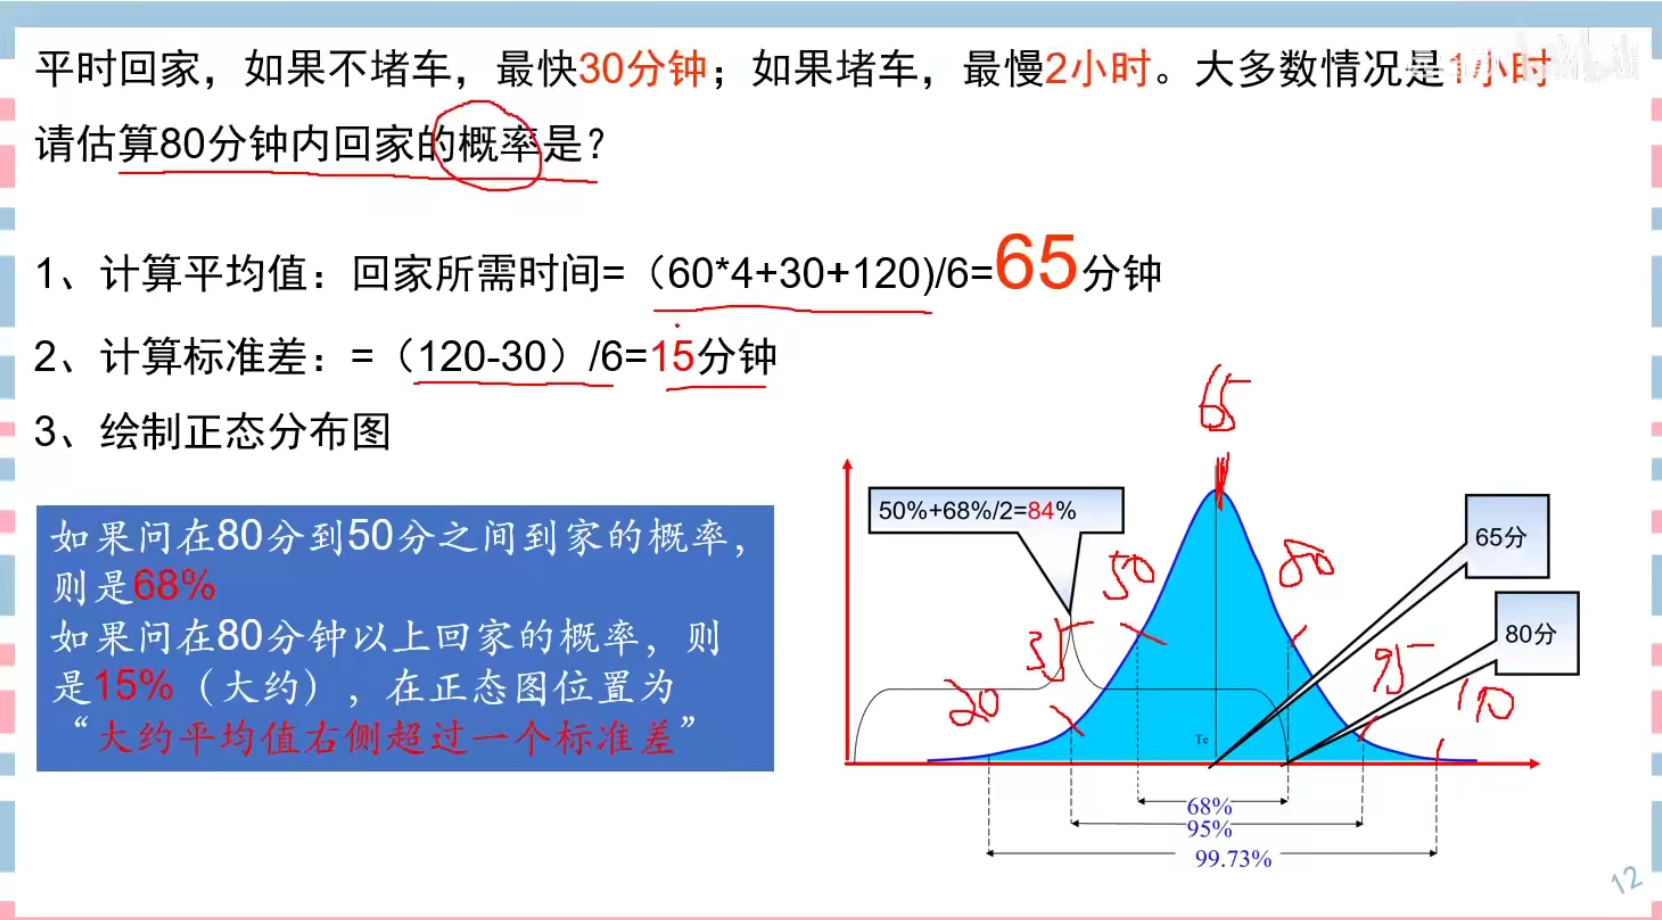 平时回家，如果不堵车，最快30分钟；如果堵车，最慢2小时。大多数情况是1小时
请估算80分钟内回家的概率是？
1、计算平均值：回家所需时间=（60*4+30+120)/6=65分钟
2、计算标准差：=（120-30）/6=15分钟
3、绘制正态分布图
如果问在80分到50分之间到家的概率，
则是68%
如果问在80分钟以上回家的概率，则
是15%（大约），在正态图位置为
“大约平均值右侧超过一个标准差”
65
50%+68%/2=84%
65分
50
80
80分
35
95
20
110
Te
68%
95%
99.73%
12